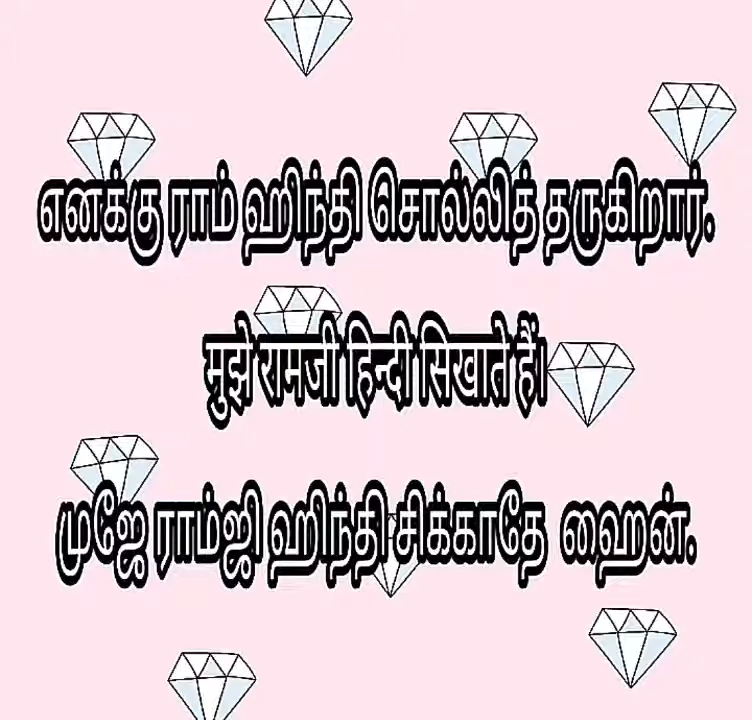 எனக்கு ராம் ஹிந்தி சொல்லித் தருகிறார்.
मुझे रामजी हिन्दी सिखाते हैं।
முஜே ராம்ஜி ஹிந்தி சிக்காதே ஹைன்.